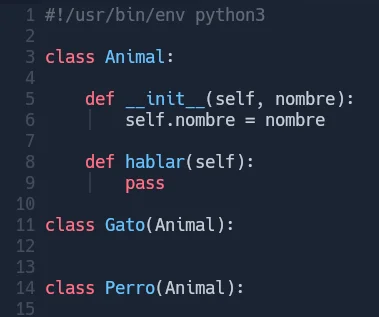 1 #!/usr/bin/env python3
2
3 class Animal:
4
5     def __init__(self, nombre):
6         self.nombre = nombre
7
8     def hablar(self):
9         pass
10
11 class Gato(Animal):
12
13
14 class Perro(Animal):
15